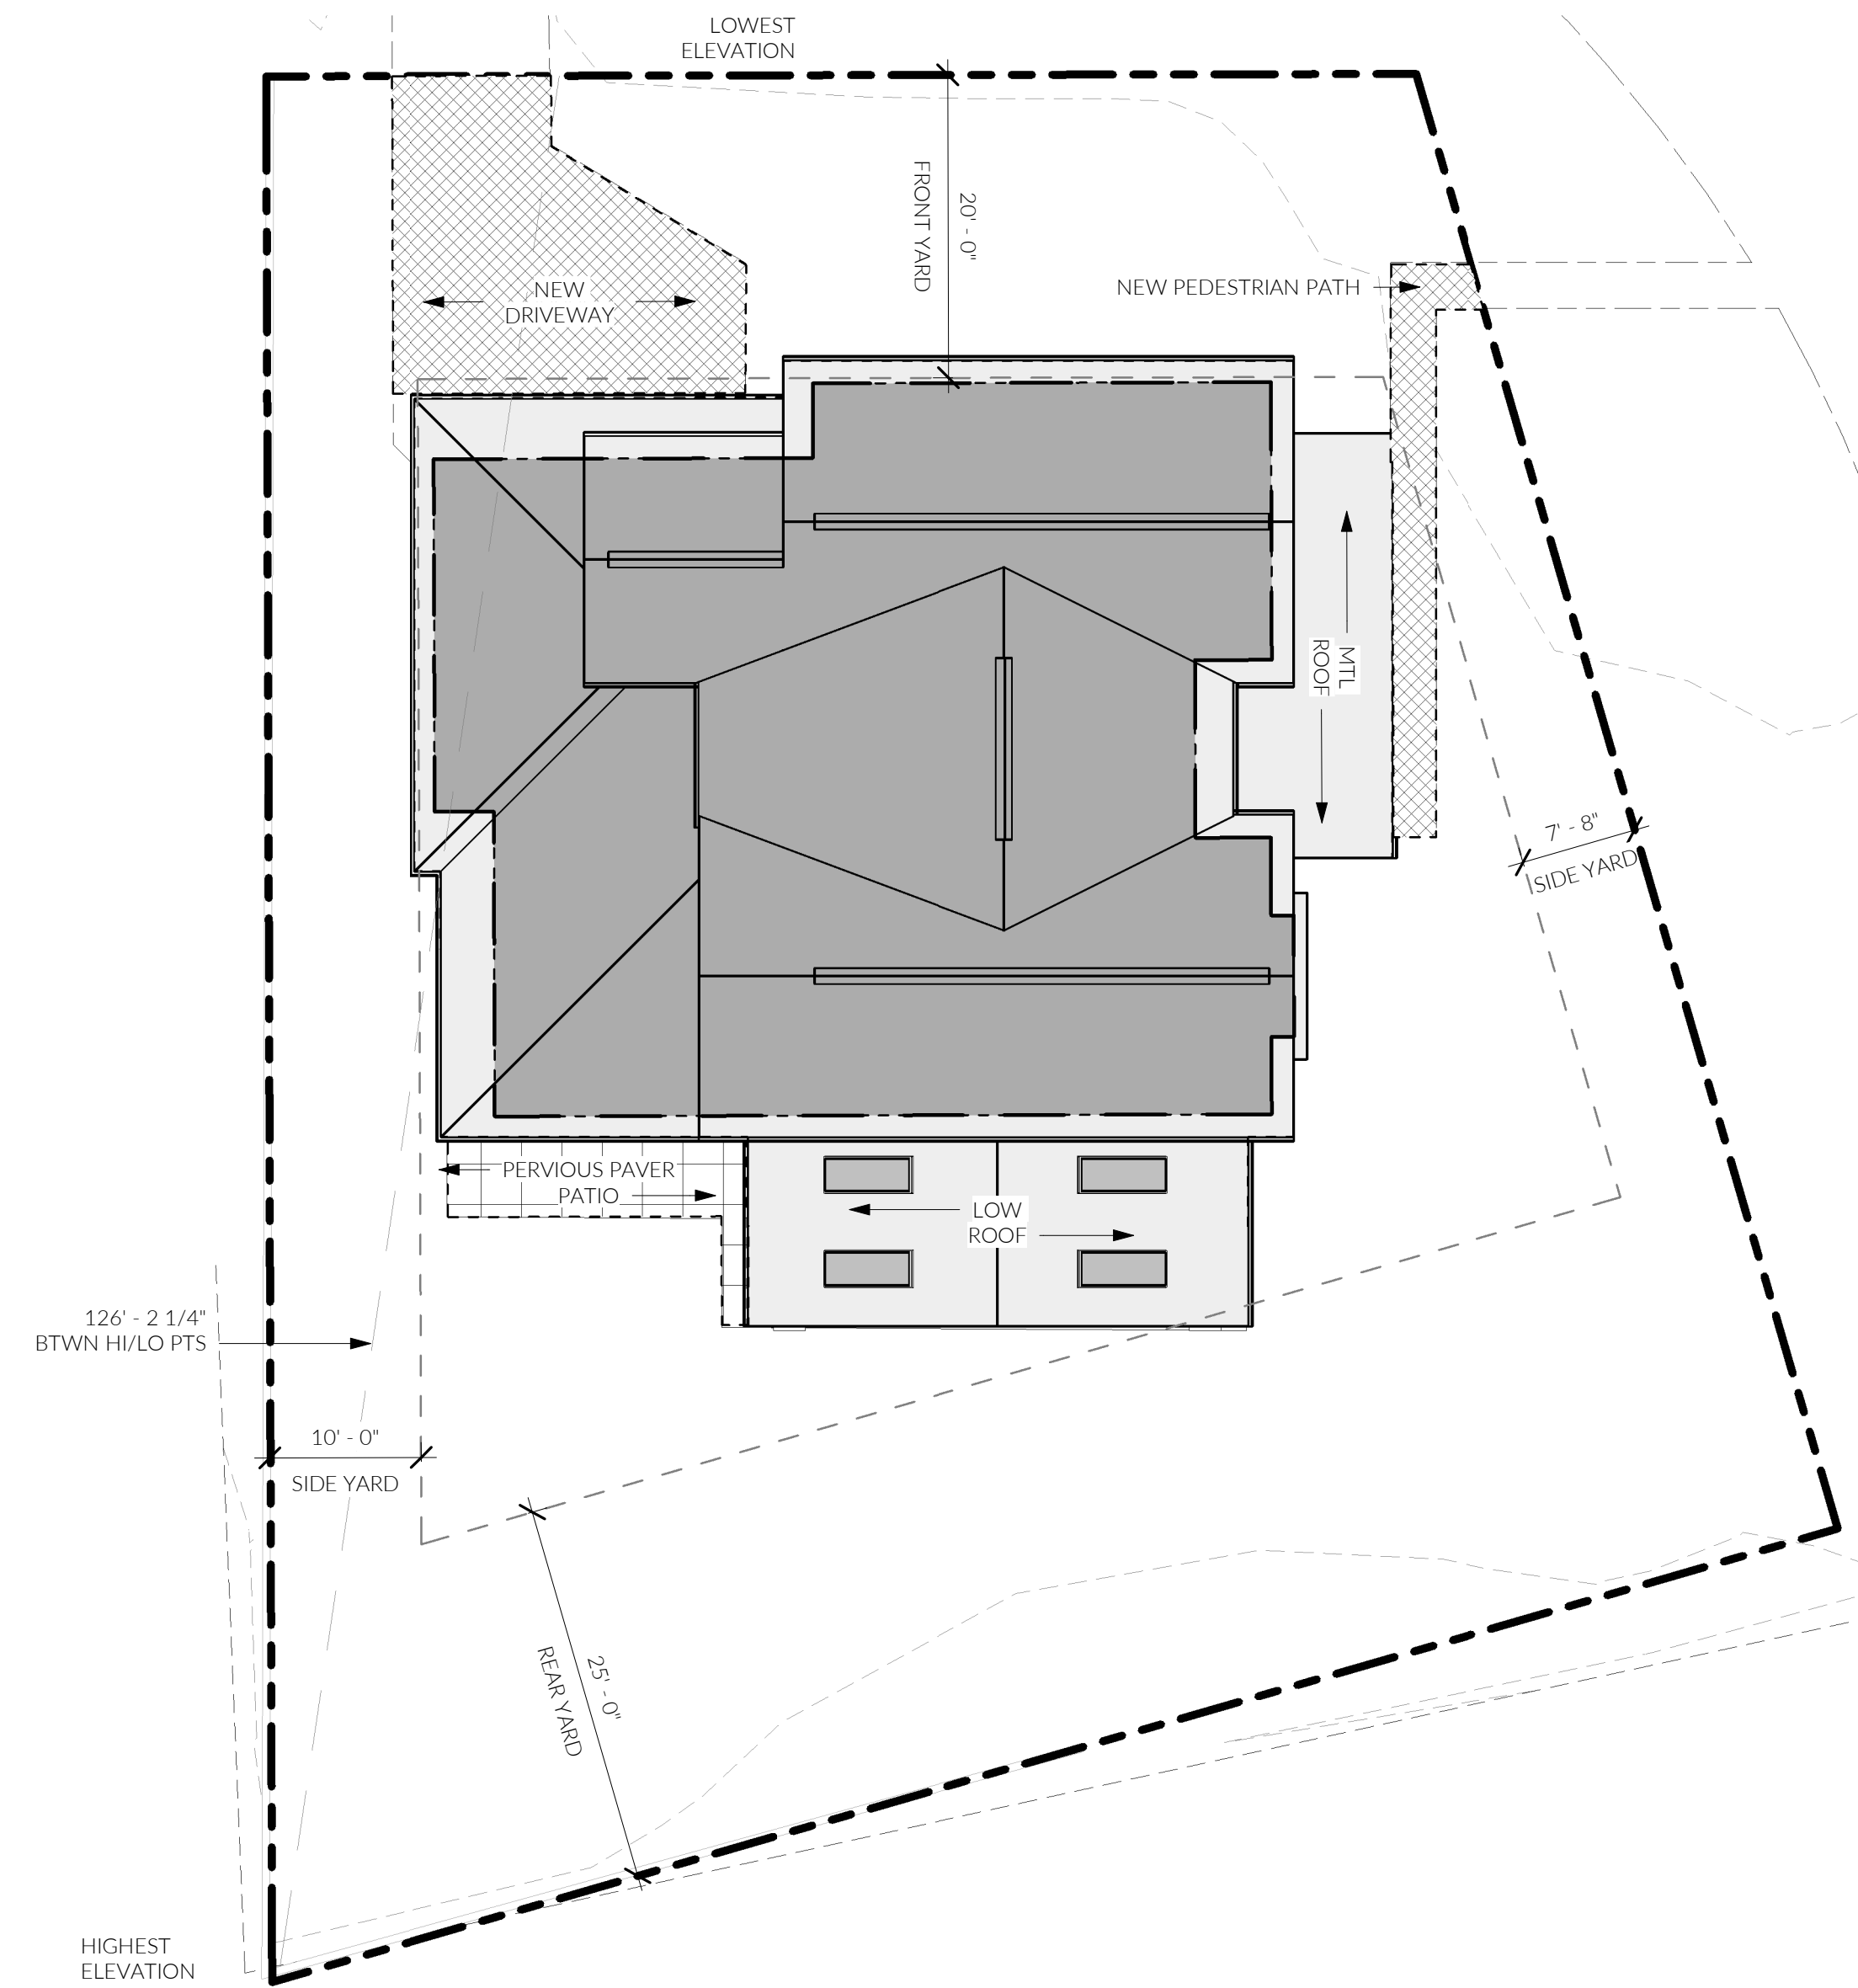 LOWEST
ELEVATION
20' - 0"
FRONT YARD
NEW
DRIVEWAY
NEW PEDESTRIAN PATH
MTL
ROOF
7' - 8"
SIDE YARD
PERVIOUS PAVER
PATIO
LOW
ROOF
126' - 2 1/4"
BTWN HI/LO PTS
10' - 0"
SIDE YARD
25' - 0"
REAR YARD
HIGHEST
ELEVATION